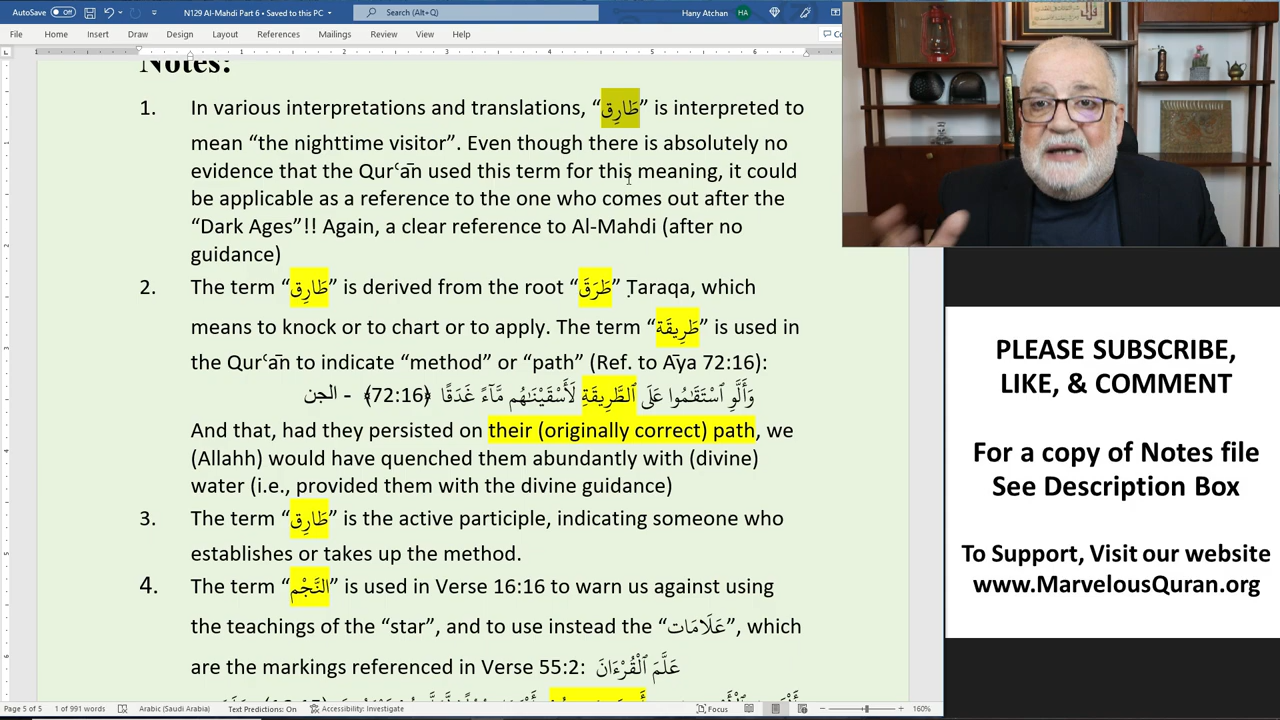 AutoSave Off
N129 Al-Mahdi Part 6 • Saved to this PC
Search (Alt+Q)
Hany Atchan HA
File Home Insert Draw Design Layout References Mailings Review View Help
Notes:
1. In various interpretations and translations, “طَارِق” is interpreted to
mean “the nighttime visitor”. Even though there is absolutely no
evidence that the Qurʿān used this term for this meaning, it could
be applicable as a reference to the one who comes out after the
“Dark Ages”!! Again, a clear reference to Al-Mahdi (after no
guidance)
2. The term “طَارِق” is derived from the root “طَرَقَ” Ṭaraqa, which
means to knock or to chart or to apply. The term “طَرِيقَة” is used in
the Qurʿān to indicate “method” or “path” (Ref. to Aȳa 72:16):
وَأَلَّوِ ٱسْتَقَـٰمُوا عَلَى ٱلطَّرِيقَةِ لَأَسْقَيْنَـٰهُم مَّآءً غَدَقًا ﴿72:16﴾ - الجن
And that, had they persisted on their (originally correct) path, we
(Allahh) would have quenched them abundantly with (divine)
water (i.e., provided them with the divine guidance)
3. The term “طَارِق” is the active participle, indicating someone who
establishes or takes up the method.
4. The term “النَّجْم” is used in Verse 16:16 to warn us against using
the teachings of the “star”, and to use instead the “عَلَامَات”, which
are the markings referenced in Verse 55:2: عَلَّمَ ٱلْقُرْءَانَ
PLEASE SUBSCRIBE,
LIKE, & COMMENT
For a copy of Notes file
See Description Box
To Support, Visit our website
www.MarvelousQuran.org
Page 5 of 5 1 of 991 words Arabic (Saudi Arabia) Text Predictions: On Accessibility: Investigate Focus 160%